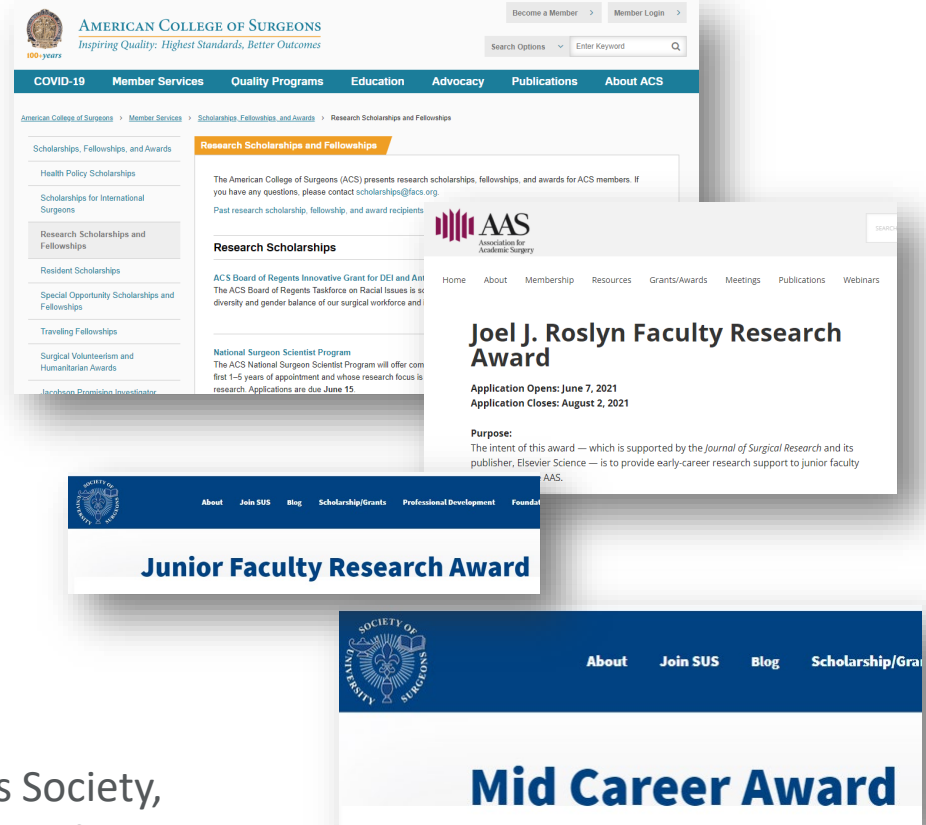 Become a Member >
Member Login >
AMERICAN COLLEGE OF SURGEONS
Inspiring Quality: Highest Standards, Better Outcomes
100+years
Search Options
Enter Keyword
COVID-19 Member Services Quality Programs Education Advocacy Publications About ACS
American College of Surgeons > Member Services > Scholarships, Fellowships, and Awards > Research Scholarships and Fellowships
Scholarships, Fellowships, and Awards
Health Policy Scholarships
Scholarships for International
Surgeons
Research Scholarships and
Fellowships
Resident Scholarships
Special Opportunity Scholarships and
Fellowships
Traveling Fellowships
Surgical Volunteerism and
Humanitarian Awards
Jacobson Promising Investigator
Research Scholarships and Fellowships
The American College of Surgeons (ACS) presents research scholarships, fellowships, and awards for ACS members. If
you have any questions, please contact scholarships@facs.org.
Past research scholarship, fellowship, and award recipients
Research Scholarships
ACS Board of Regents Innovative Grant for DEI and Ant
The ACS Board of Regents Taskforce on Racial Issues is so
diversity and gender balance of our surgical workforce and
National Surgeon Scientist Program
The ACS National Surgeon Scientist Program will offer com
first 1–5 years of appointment and whose research focus is
research. Applications are due June 15.
AAS
Association for
Academic Surgery
SEARCH
Home About Membership Resources Grants/Awards Meetings Publications Webinars
Joel J. Roslyn Faculty Research
Award
Application Opens: June 7, 2021
Application Closes: August 2, 2021
Purpose:
The intent of this award — which is supported by the Journal of Surgical Research and its
publisher, Elsevier Science — is to provide early-career research support to junior faculty
AAS.
SOCIETY OF UNIVERSITY SURGEONS
About Join SUS Blog Scholarship/Grants Professional Development Foundat
Junior Faculty Research Award
SOCIETY OF UNIVERSITY SURGEONS
About Join SUS Blog Scholarship/Gra
Mid Career Award
s Society,